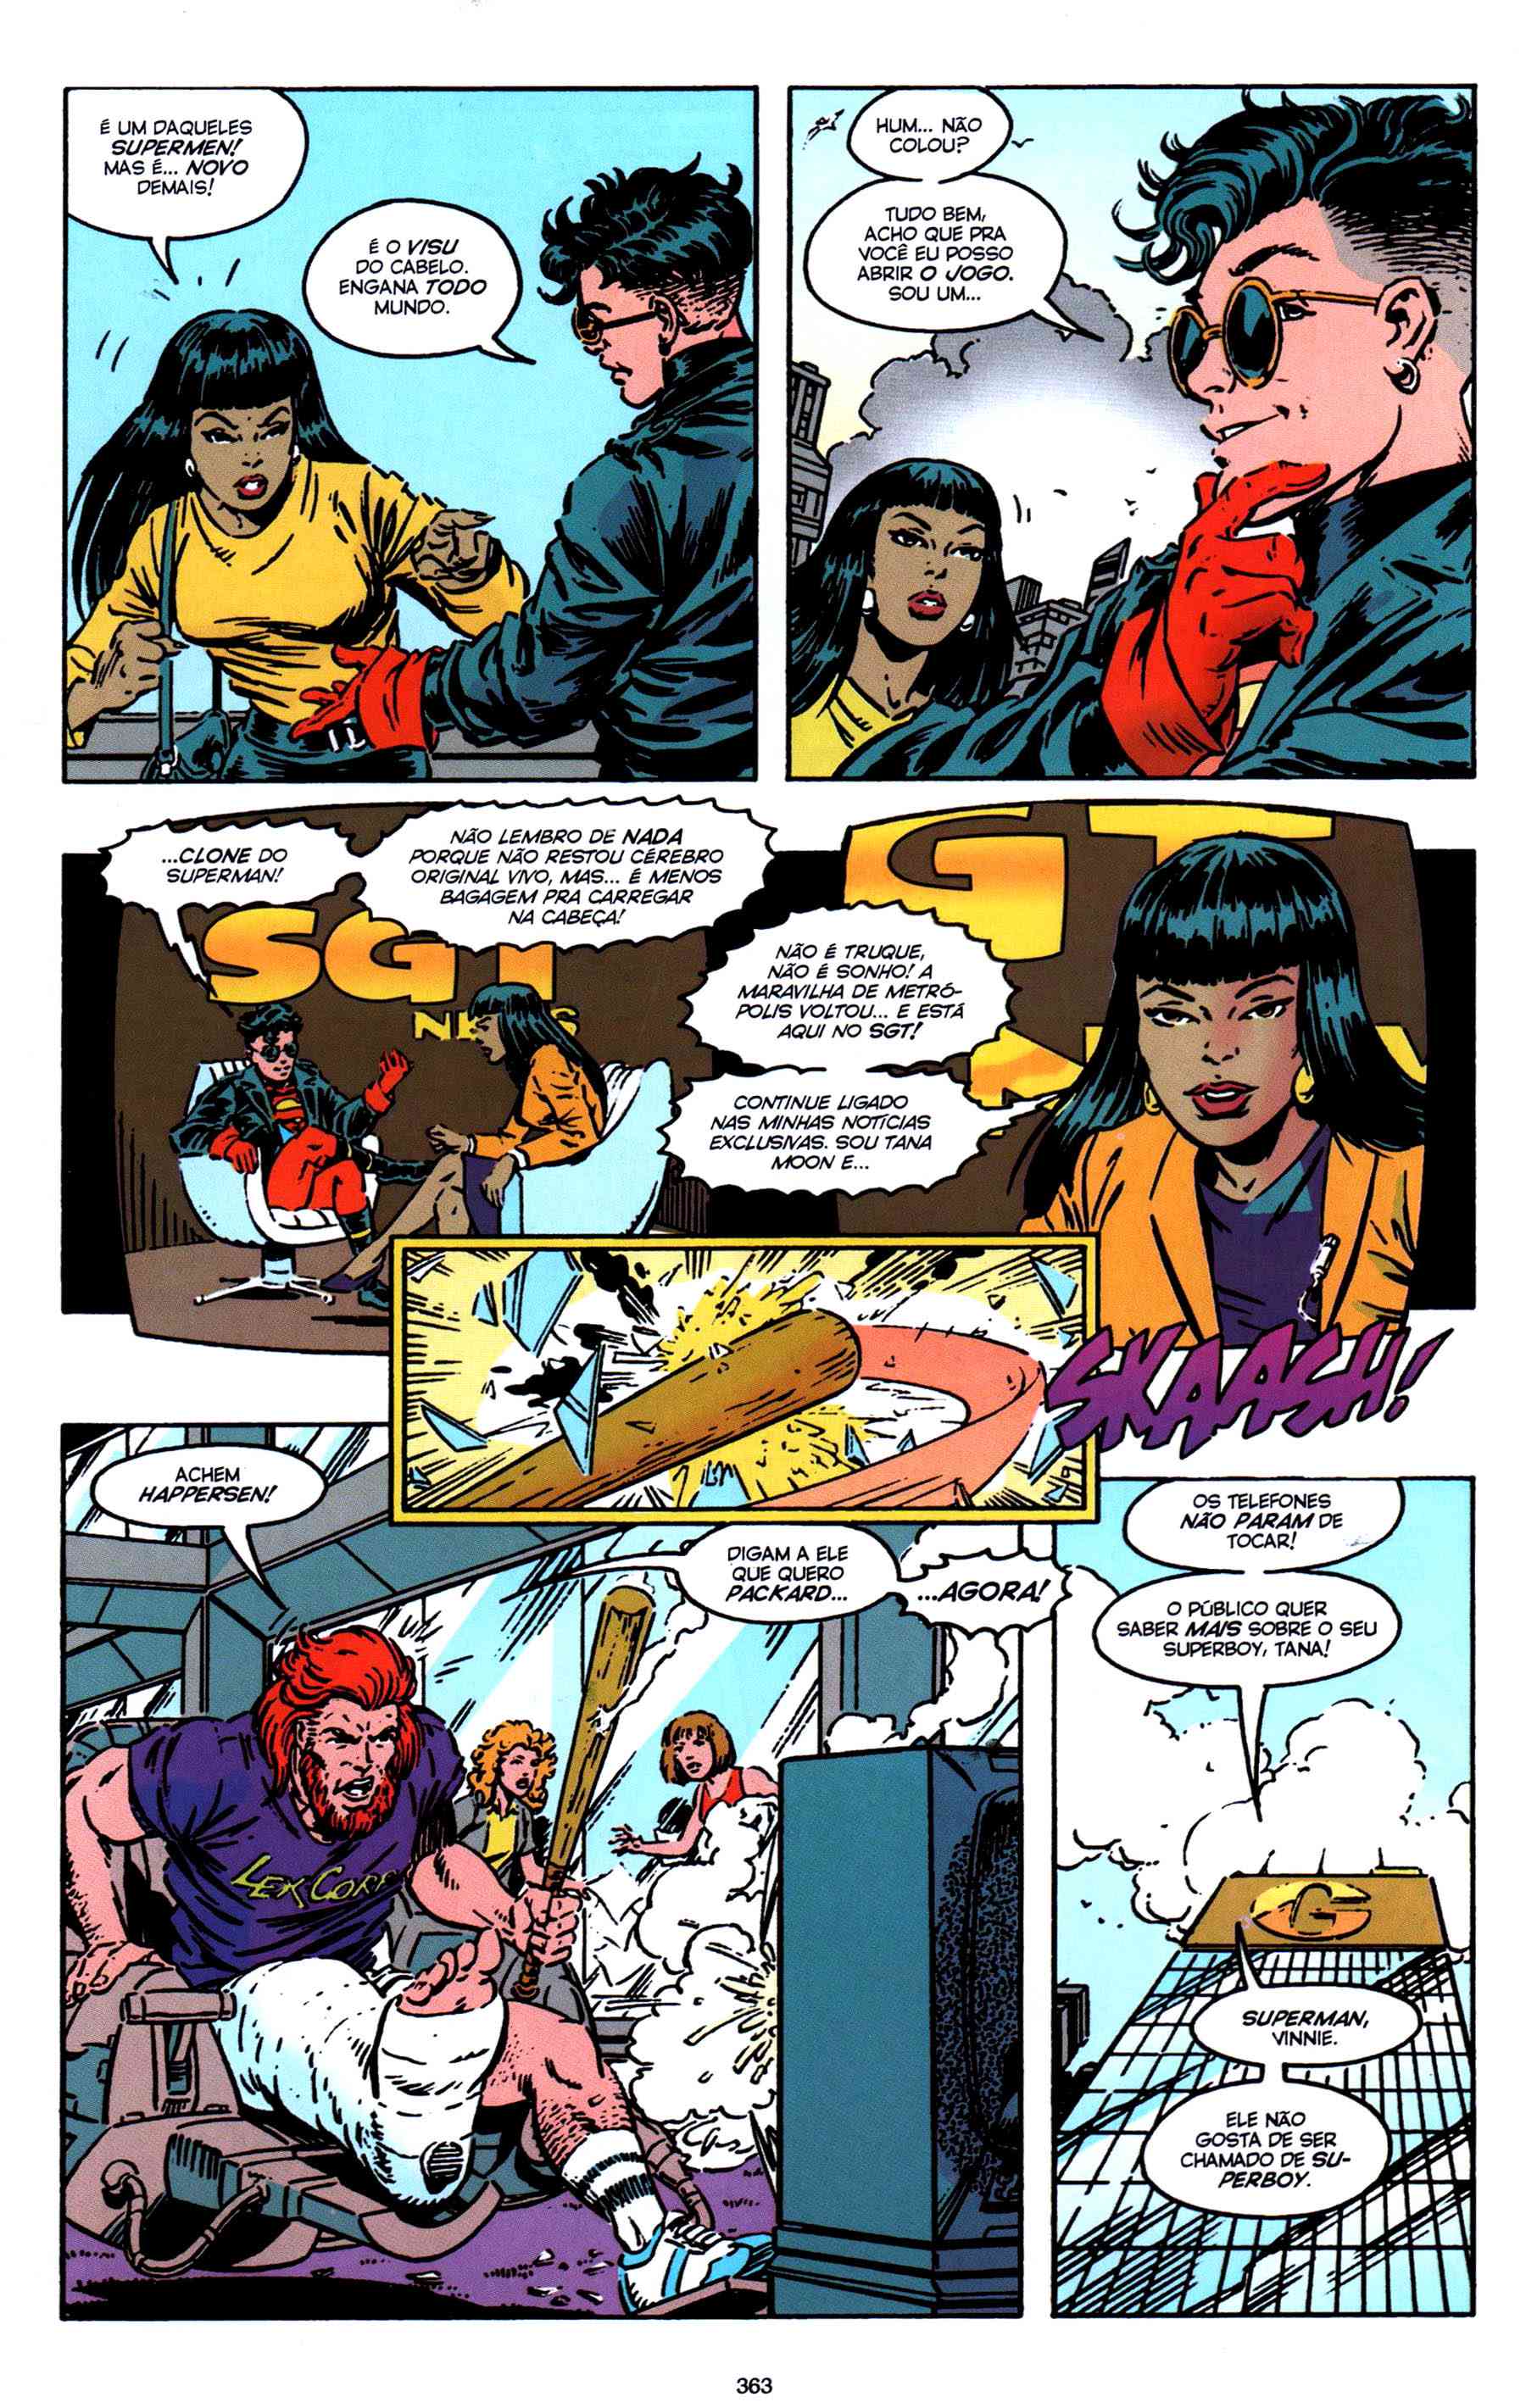 É UM DAQUELES
SUPERMEN!
MAS É... NOVO
DEMAIS!
É O VISU
DO CABELO.
ENGANA TODO
MUNDO.
HUM... NÃO
COLOU?
TUDO BEM,
ACHO QUE PRA
VOCÊ EU POSSO
ABRIR O JOGO.
SOU UM...
...CLONE DO
SUPERMAN!
NÃO LEMBRO DE NADA
PORQUE NÃO RESTOU CÉREBRO
ORIGINAL VIVO, MAS... É MENOS
BAGAGEM PRA CARREGAR
NA CABEÇA!
SGT
GT
NÃO É TRUQUE,
NÃO É SONHO! A
MARAVILHA DE METRÓ-
POLIS VOLTOU... E ESTÁ
AQUI NO SGT!
CONTINUE LIGADO
NAS MINHAS NOTÍCIAS
EXCLUSIVAS. SOU TANA
MOON E...
SKAASH!
ACHEM
HAPPERSEN!
DIGAM A ELE
QUE QUERO
PACKARD...
...AGORA!
LEX CORP
OS TELEFONES
NÃO PARAM DE
TOCAR!
O PÚBLICO QUER
SABER MAIS SOBRE O SEU
SUPERBOY, TANA!
G
SUPERMAN,
VINNIE.
ELE NÃO
GOSTA DE SER
CHAMADO DE SU-
PERBOY.
363